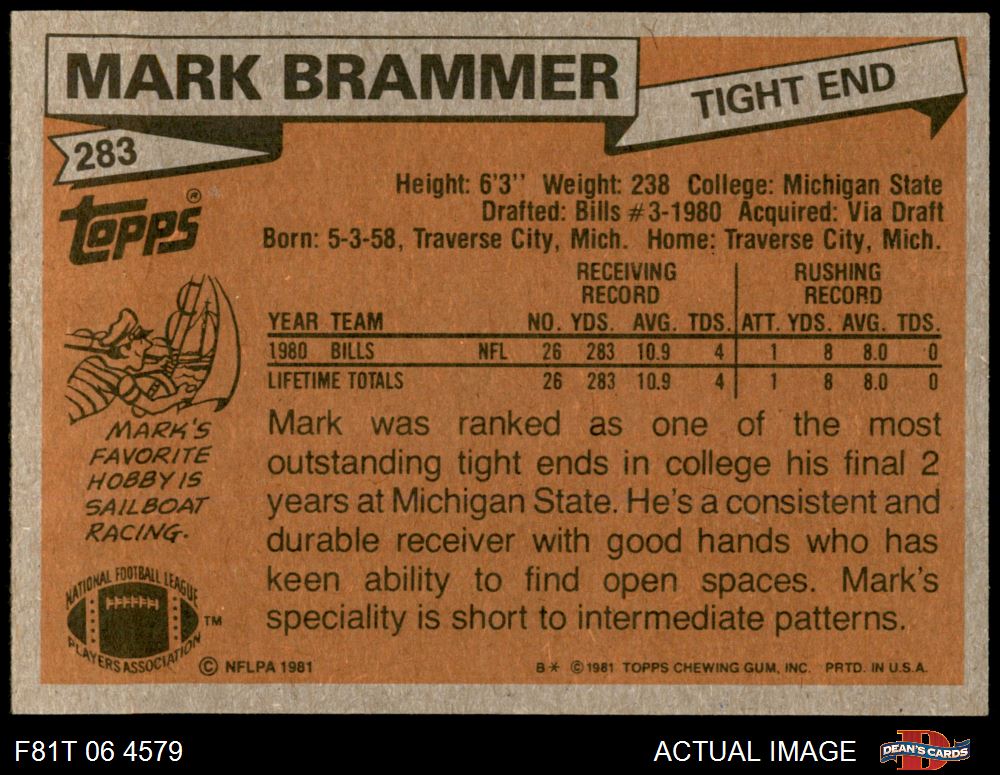 MARK BRAMMER
TIGHT END
283
TOPPS ®
Height: 6'3" Weight: 238 College: Michigan State
Drafted: Bills #3-1980 Acquired: Via Draft
Born: 5-3-58, Traverse City, Mich. Home: Traverse City, Mich.
RECEIVING RECORD RUSHING RECORD
YEAR TEAM NO. YDS. AVG. TDS. ATT. YDS. AVG. TDS.
1980 BILLS NFL 26 283 10.9 4 1 8 8.0 0
LIFETIME TOTALS 26 283 10.9 4 1 8 8.0 0
MARK'S
FAVORITE
HOBBY IS
SAILBOAT
RACING.
Mark was ranked as one of the most
outstanding tight ends in college his final 2
years at Michigan State. He's a consistent and
durable receiver with good hands who has
keen ability to find open spaces. Mark's
speciality is short to intermediate patterns.
NATIONAL FOOTBALL LEAGUE
PLAYERS ASSOCIATION
TM
© NFLPA 1981
B* © 1981 TOPPS CHEWING GUM, INC. PRTD. IN U.S.A.
F81T 06 4579
ACTUAL IMAGE
D
DEAN'S CARDS